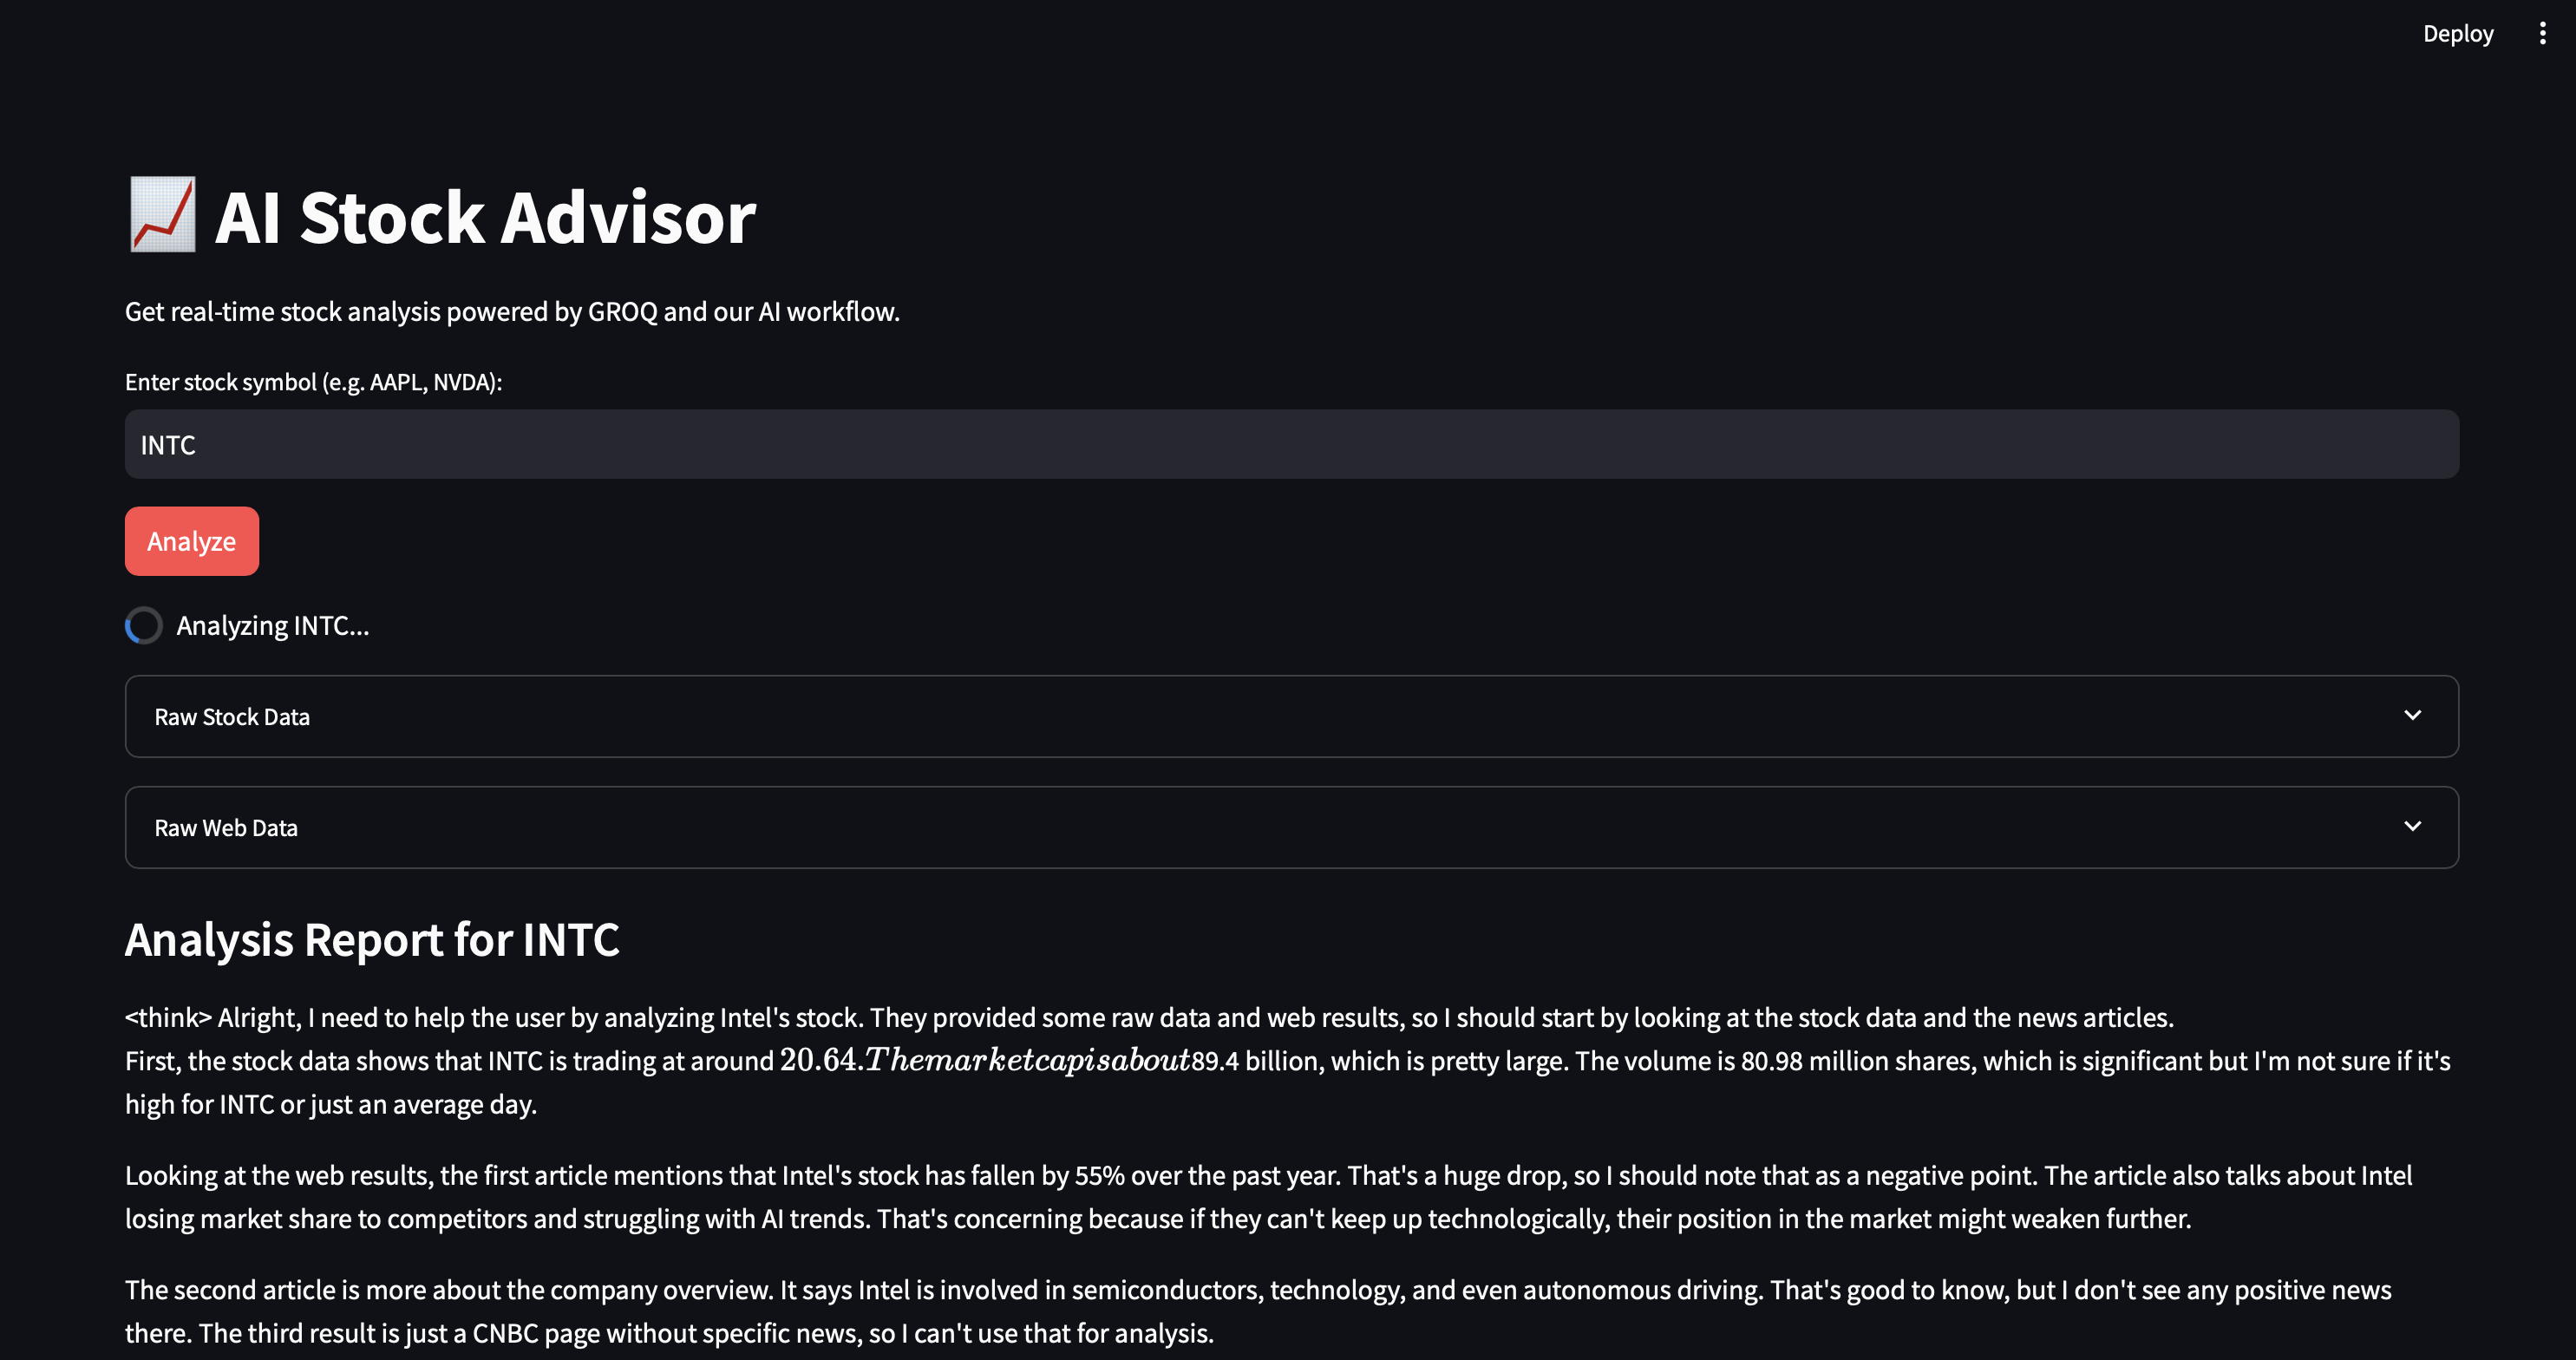 Deploy
AI Stock Advisor
Get real-time stock analysis powered by GROQ and our AI workflow.
Enter stock symbol (e.g. AAPL, NVDA):
INTC
Analyze
Analyzing INTC...
Raw Stock Data
Raw Web Data
Analysis Report for INTC
<think> Alright, I need to help the user by analyzing Intel's stock. They provided some raw data and web results, so I should start by looking at the stock data and the news articles.
First, the stock data shows that INTC is trading at around 20.64.Themarketcapisabout89.4 billion, which is pretty large. The volume is 80.98 million shares, which is significant but I'm not sure if it's
high for INTC or just an average day.
Looking at the web results, the first article mentions that Intel's stock has fallen by 55% over the past year. That's a huge drop, so I should note that as a negative point. The article also talks about Intel
losing market share to competitors and struggling with AI trends. That's concerning because if they can't keep up technologically, their position in the market might weaken further.
The second article is more about the company overview. It says Intel is involved in semiconductors, technology, and even autonomous driving. That's good to know, but I don't see any positive news
there. The third result is just a CNBC page without specific news, so I can't use that for analysis.